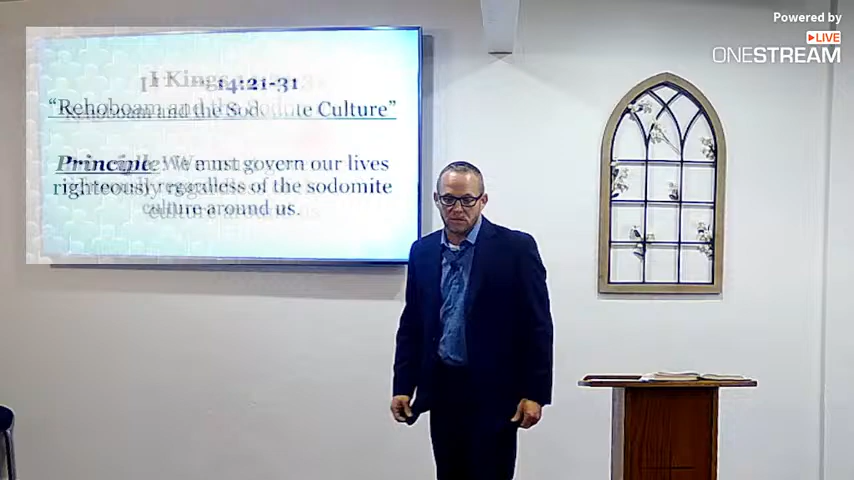 Powered by
LIVE
ONESTREAM
I Kings 14:21-31
“Rehoboam and the Sodomite Culture”
Principle: We must govern our lives
righteously regardless of the sodomite
culture around us.